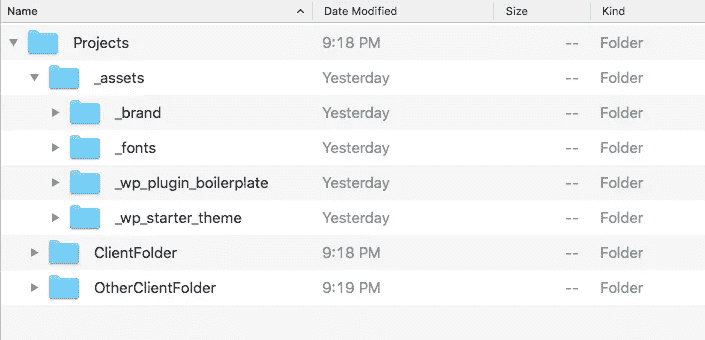 Name Date Modified Size Kind
Projects 9:18 PM -- Folder
_assets Yesterday -- Folder
_brand Yesterday -- Folder
_fonts Yesterday -- Folder
_wp_plugin_boilerplate Yesterday -- Folder
_wp_starter_theme Yesterday -- Folder
ClientFolder 9:18 PM -- Folder
OtherClientFolder 9:19 PM -- Folder